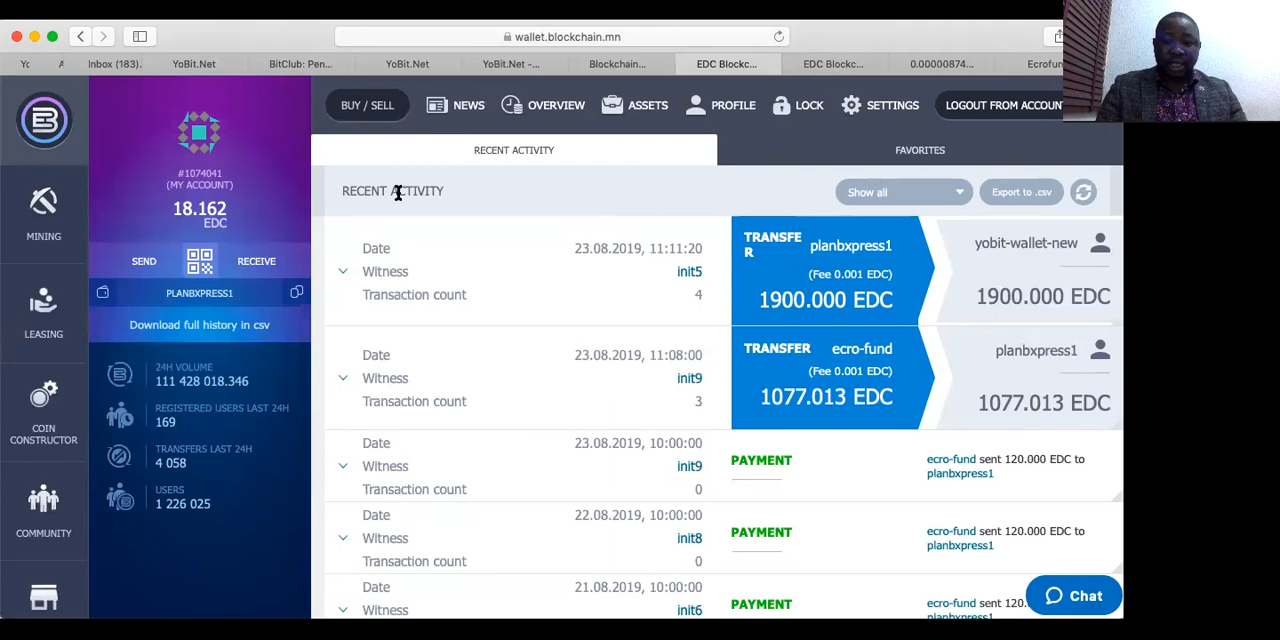 wallet.blockchain.mn
Yc
A
Inbox (183)...
YoBit.Net
BitClub: Pen...
YoBit.Net
YoBit.Net -...
Blockchain...
EDC Blockc...
EDC Blockc...
0.00000874...
Ecrofun
BUY / SELL
NEWS
OVERVIEW
ASSETS
PROFILE
LOCK
SETTINGS
LOGOUT FROM ACCOUN
B
MINING
LEASING
COIN
CONSTRUCTOR
COMMUNITY
#1074041
(MY ACCOUNT)
18.162
EDC
SEND
RECEIVE
PLANBXPRESS1
Download full history in csv
24H VOLUME
111 428 018.346
REGISTERED USERS LAST 24H
169
TRANSFERS LAST 24H
4 058
USERS
1 226 025
RECENT ACTIVITY
FAVORITES
RECENT ACTIVITY
Show all
Export to .csv
Date 23.08.2019, 11:11:20
Witness init5
Transaction count 4
TRANSFE
R
planbxpress1
(Fee 0.001 EDC)
1900.000 EDC
yobit-wallet-new
1900.000 EDC
Date 23.08.2019, 11:08:00
Witness init9
Transaction count 3
TRANSFER ecro-fund
(Fee 0.001 EDC)
1077.013 EDC
planbxpress1
1077.013 EDC
Date 23.08.2019, 10:00:00
Witness init9
Transaction count 0
PAYMENT
ecro-fund sent 120.000 EDC to
planbxpress1
Date 22.08.2019, 10:00:00
Witness init8
Transaction count 0
PAYMENT
ecro-fund sent 120.000 EDC to
planbxpress1
Date 21.08.2019, 10:00:00
Witness init6
PAYMENT
ecro-fund sent 120.
planbxpress1
Chat